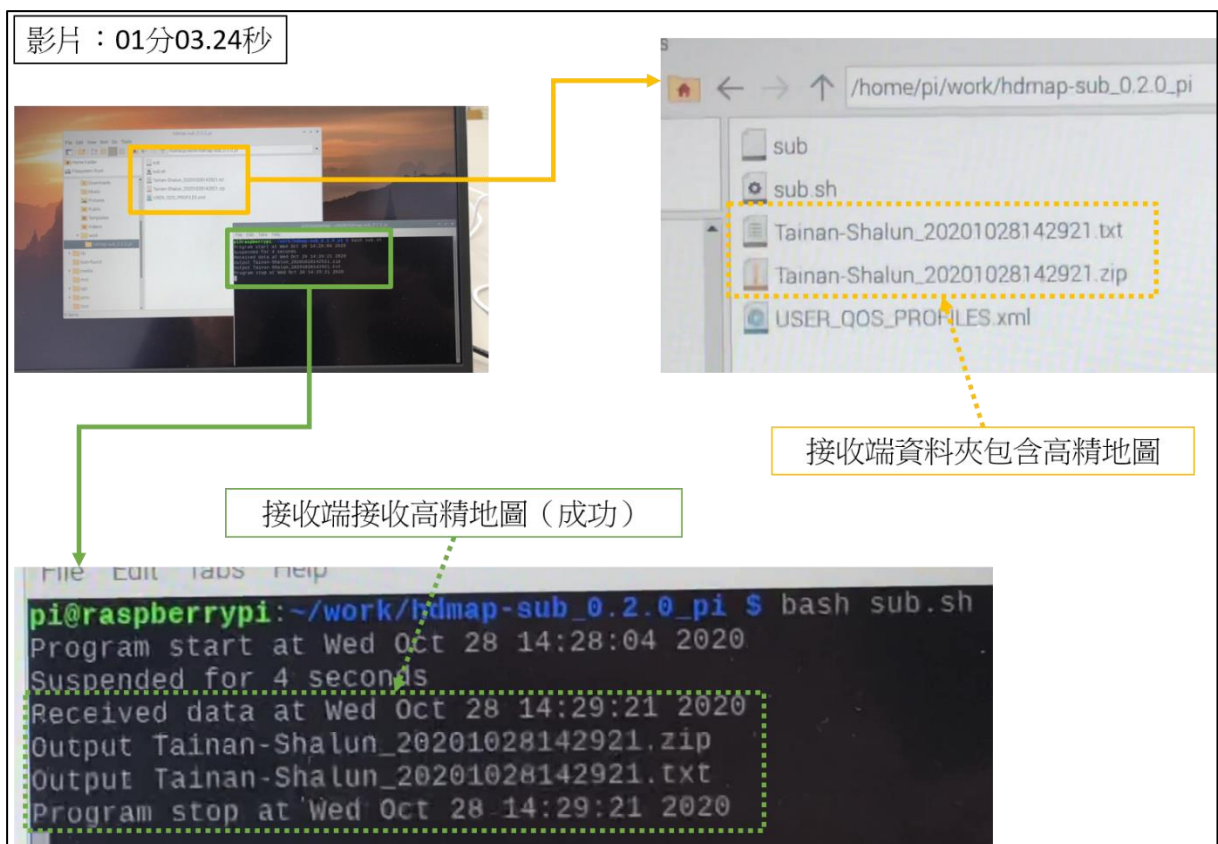 影片：01分03.24秒
/home/pi/work/hdmap-sub_0.2.0_pi
sub
sub.sh
Tainan-Shalun_20201028142921.txt
Tainan-Shalun_20201028142921.zip
USER_QOS_PROFILES.xml
接收端資料夾包含高精地圖
接收端接收高精地圖（成功）
File Edit Tabs Help
pi@raspberrypi:~/work/hdmap-sub_0.2.0_pi $ bash sub.sh
Program start at Wed Oct 28 14:28:04 2020
Suspended for 4 seconds
Received data at Wed Oct 28 14:29:21 2020
Output Tainan-Shalun_20201028142921.zip
Output Tainan-Shalun_20201028142921.txt
Program stop at Wed Oct 28 14:29:21 2020